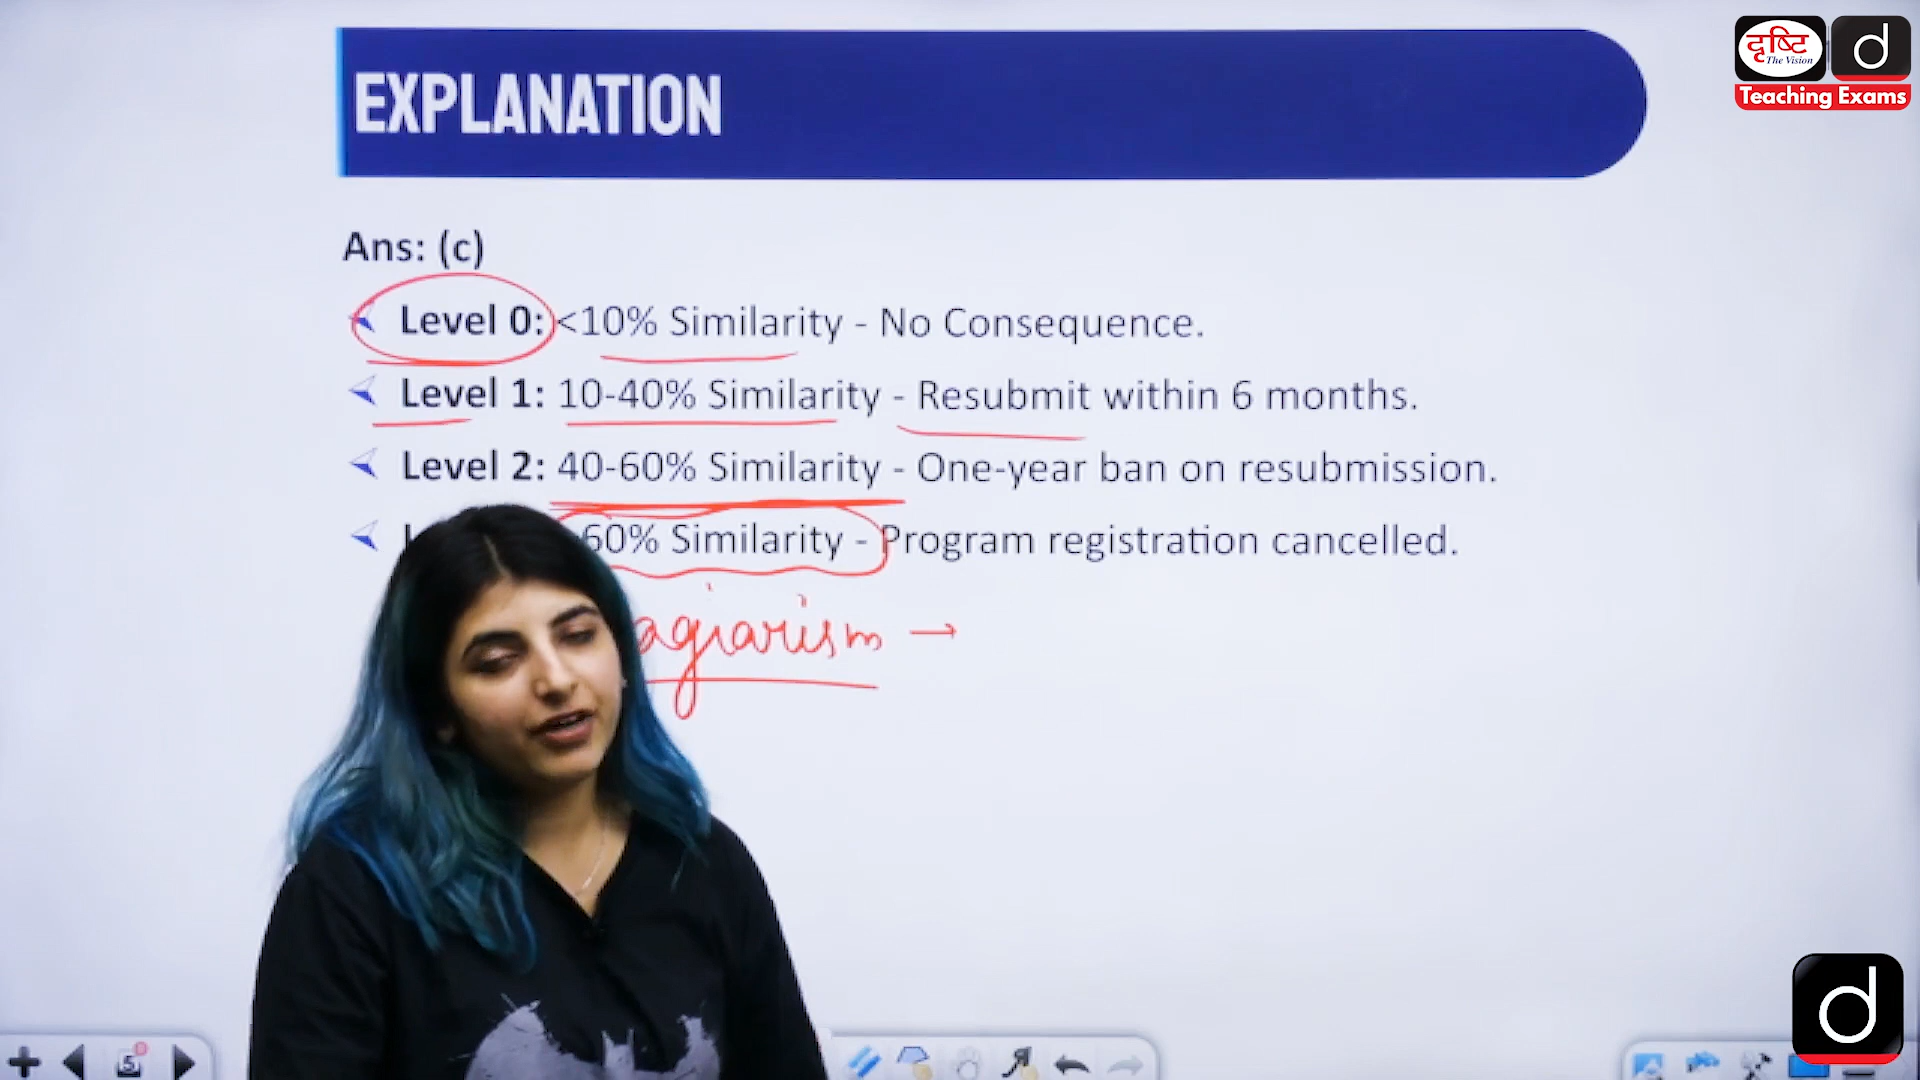 दृष्टि
The Vision
d
Teaching Exams
EXPLANATION
Ans: (c)
Level 0: <10% Similarity - No Consequence.
Level 1: 10-40% Similarity - Resubmit within 6 months.
Level 2: 40-60% Similarity - One-year ban on resubmission.
60% Similarity - Program registration cancelled.
agiarism →
5
d